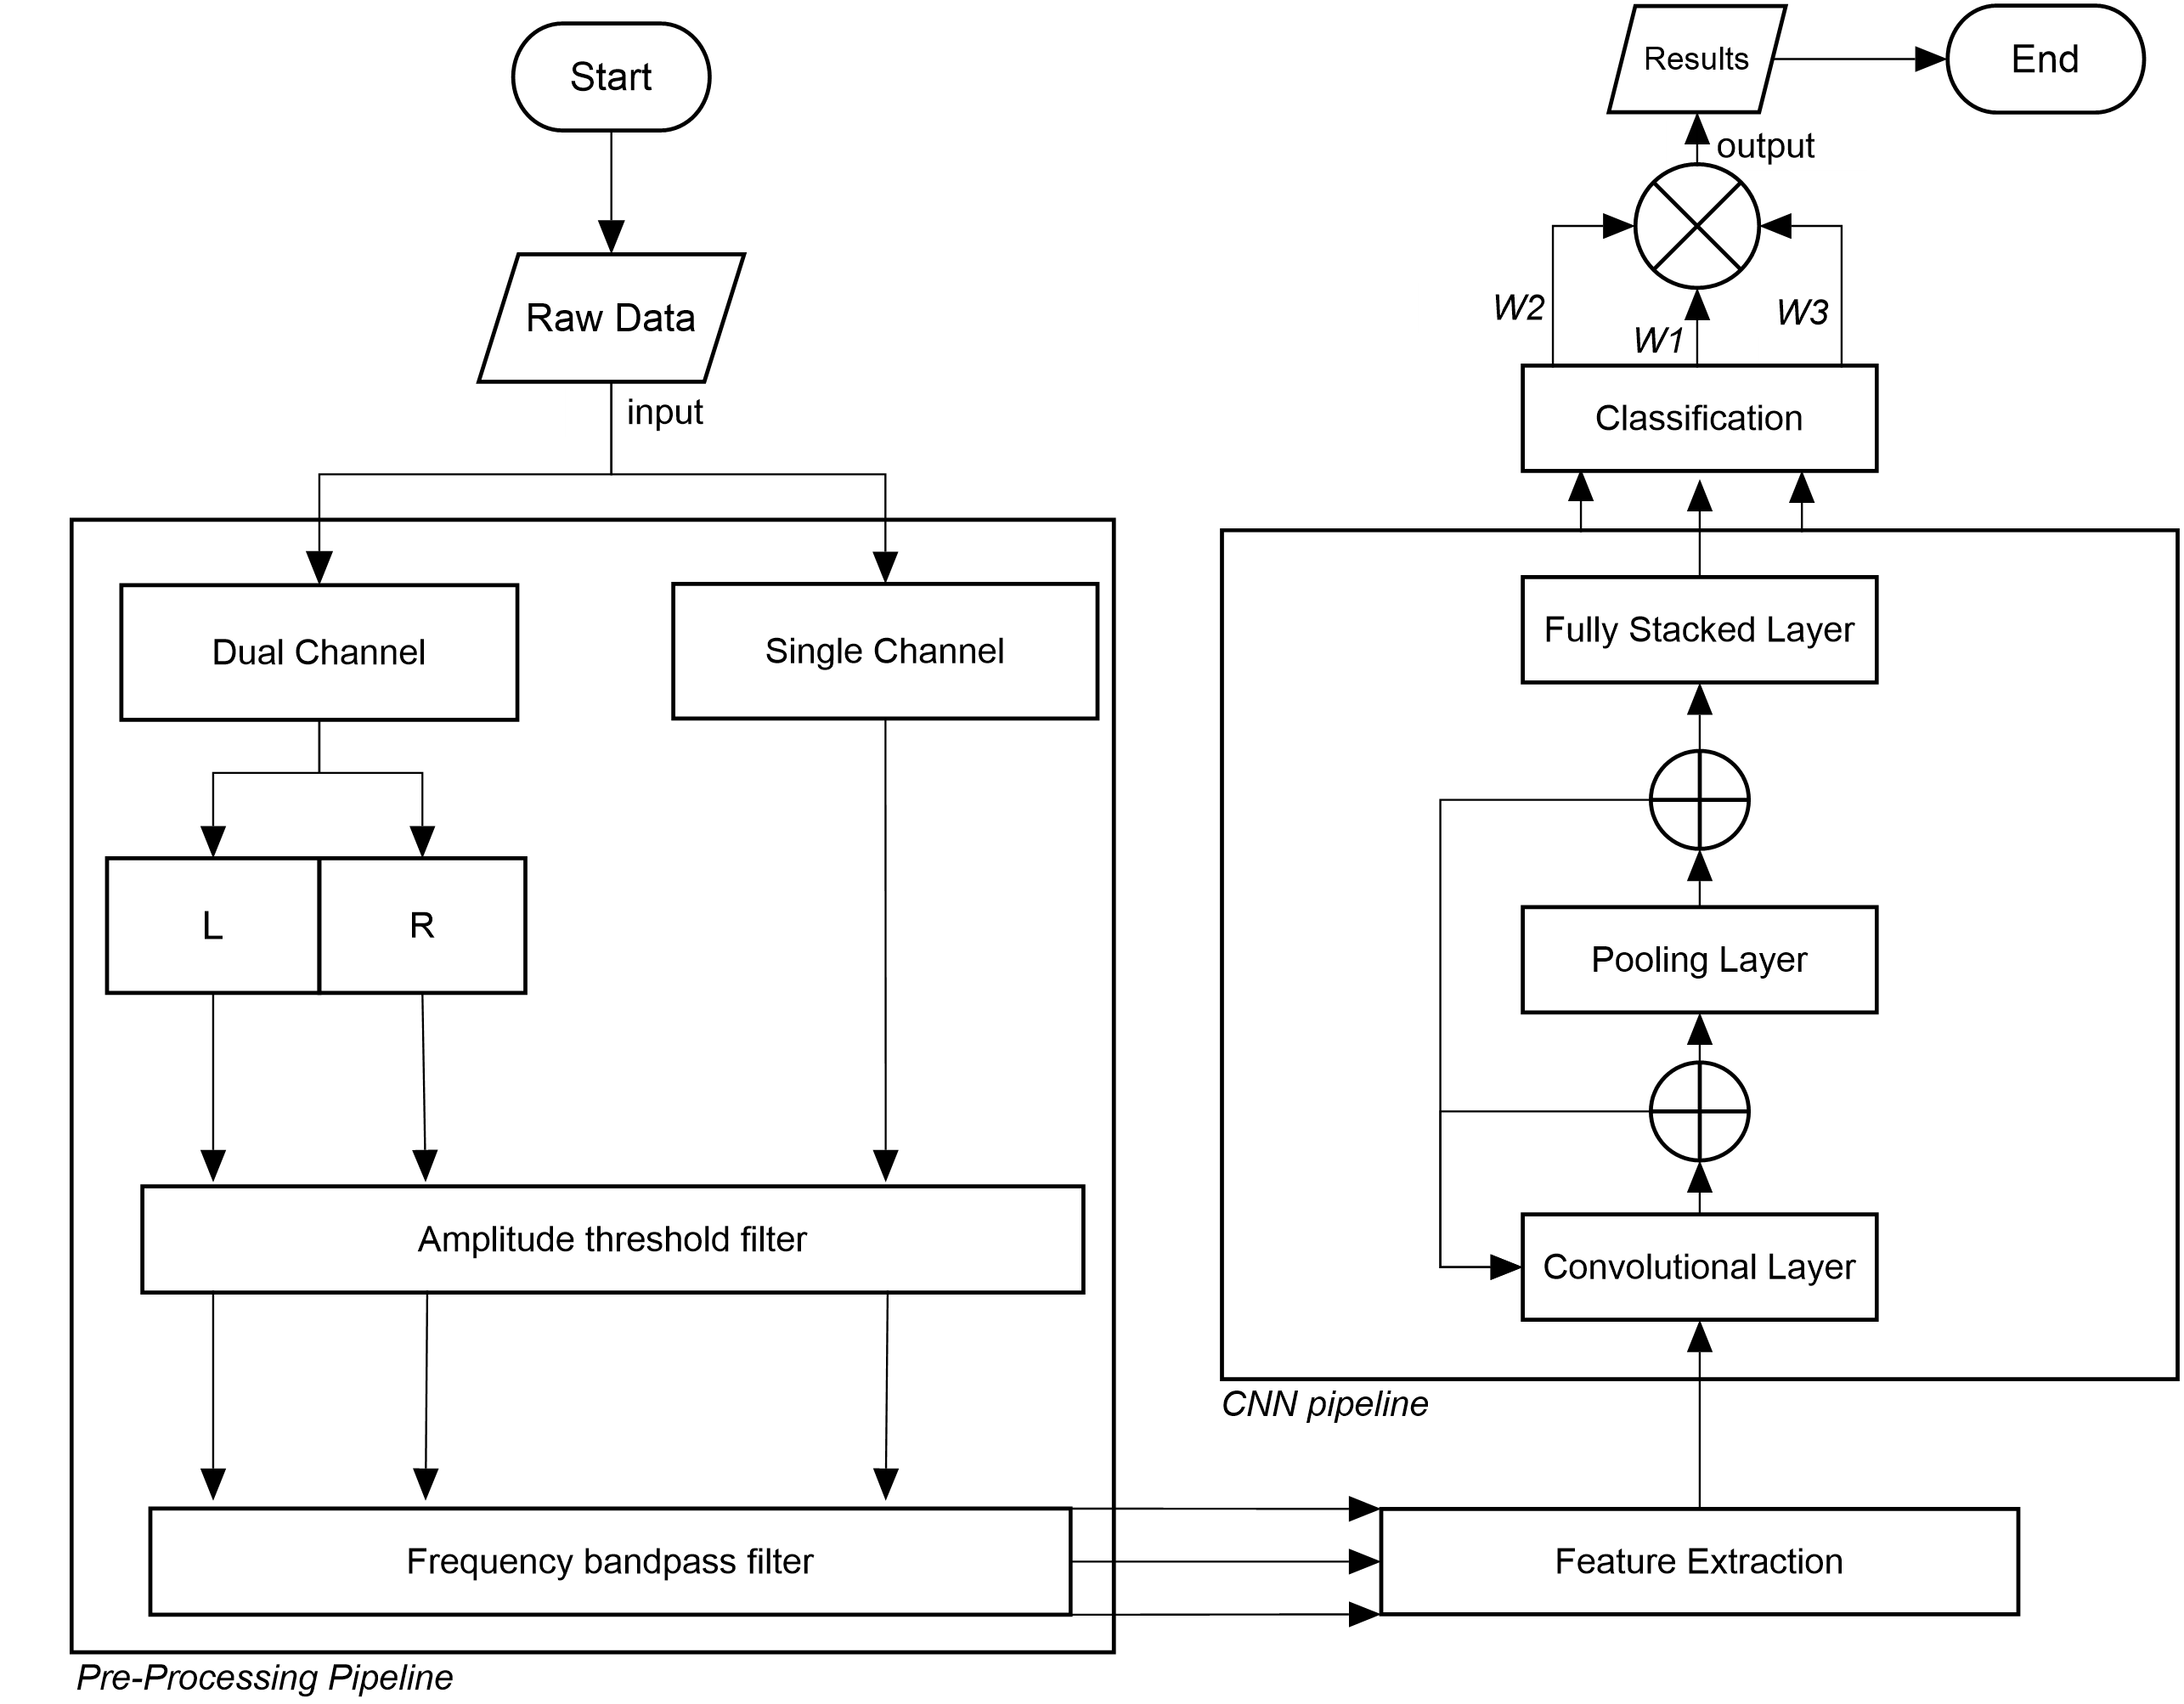 Start
Raw Data
input
Dual Channel
Single Channel
L
R
Amplitude threshold filter
Frequency bandpass filter
Pre-Processing Pipeline
Feature Extraction
CNN pipeline
Convolutional Layer
Pooling Layer
Fully Stacked Layer
Classification
W2
W1
W3
output
Results
End